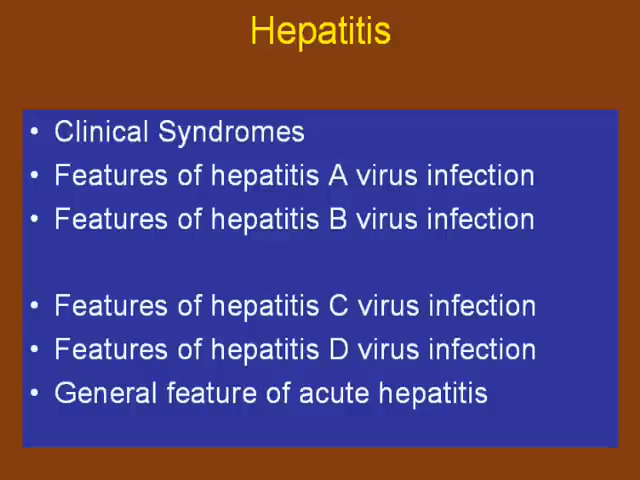 Hepatitis
• Clinical Syndromes
• Features of hepatitis A virus infection
• Features of hepatitis B virus infection
• Features of hepatitis C virus infection
• Features of hepatitis D virus infection
• General feature of acute hepatitis